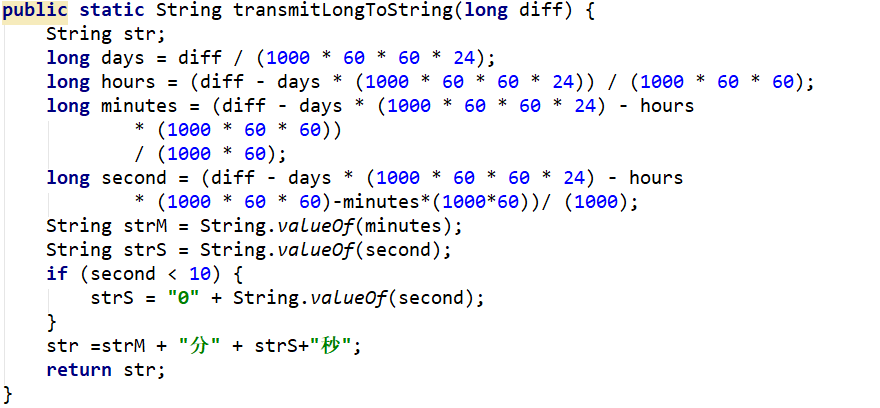 public static String transmitLongToString(long diff) {
    String str;
    long days = diff / (1000 * 60 * 60 * 24);
    long hours = (diff - days * (1000 * 60 * 60 * 24)) / (1000 * 60 * 60);
    long minutes = (diff - days * (1000 * 60 * 60 * 24) - hours
            * (1000 * 60 * 60))
            / (1000 * 60);
    long second = (diff - days * (1000 * 60 * 60 * 24) - hours
            * (1000 * 60 * 60)-minutes*(1000*60))/ (1000);
    String strM = String.valueOf(minutes);
    String strS = String.valueOf(second);
    if (second < 10) {
        strS = "0" + String.valueOf(second);
    }
    str =strM + "分" + strS+"秒";
    return str;
}